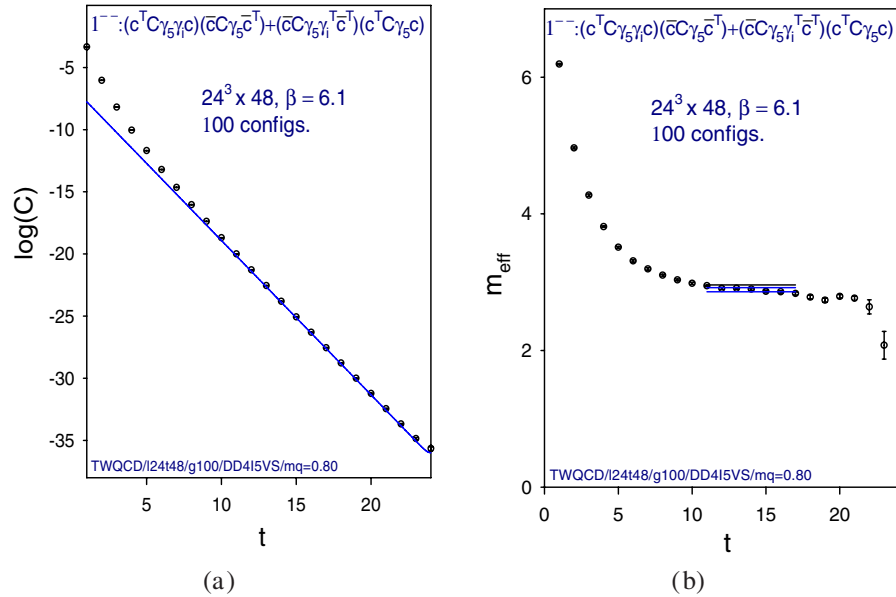 1⁻⁻:(cᵀCγ₅γᵢc)(c̅Cγ₅c̅ᵀ)+(c̅Cγ₅γᵢᵀc̅ᵀ)(cᵀCγ₅c)
24³ x 48, β = 6.1
100 configs.
-5
-10
-15
-20
-25
-30
-35
log(C)
TWQCD/l24t48/g100/DD4I5VS/mq=0.80
5
10
15
20
t
(a)
1⁻⁻:(cᵀCγ₅γᵢc)(c̅Cγ₅c̅ᵀ)+(c̅Cγ₅γᵢᵀc̅ᵀ)(cᵀCγ₅c)
24³ x 48, β = 6.1
100 configs.
6
4
2
0
m_eff
TWQCD/l24t48/g100/DD4I5VS/mq=0.80
0
5
10
15
20
t
(b)